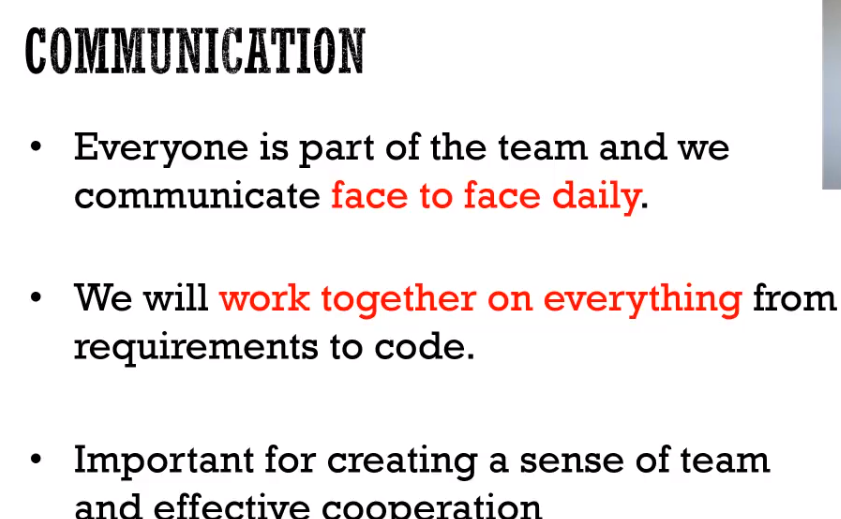 COMMUNICATION
• Everyone is part of the team and we
communicate face to face daily.
• We will work together on everything from
requirements to code.
• Important for creating a sense of team
and effective cooperation